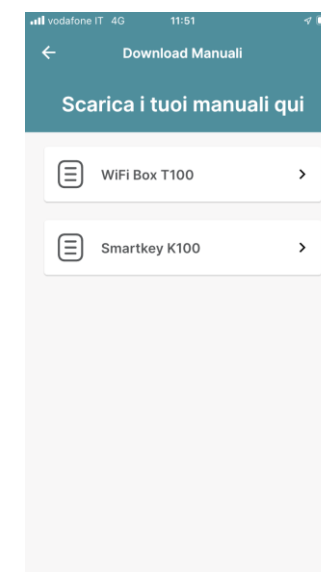 vodafone IT 4G 11:51
Download Manuali
Scarica i tuoi manuali qui
WiFi Box T100
Smartkey K100